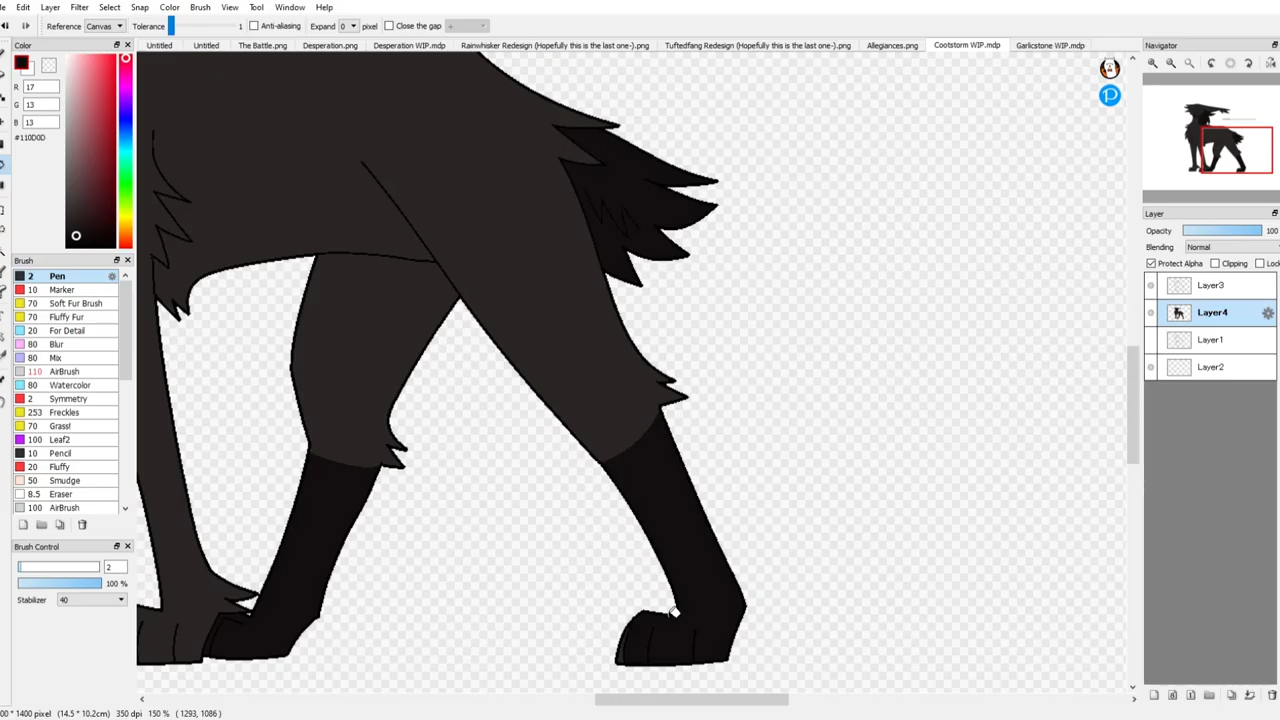 le Edit Layer Filter Select Snap Color Brush View Tool Window Help
Reference Canvas Tolerance 1 Anti-aliasing Expand 0 pixel Close the gap +
Untitled Untitled The Battle.png Desperation.png Desperation WIP.mdp Rainwhisker Redesign (Hopefully this is the last one-).png Tuftedfang Redesign (Hopefully this is the last one-).png Allegiances.png Cootstorm WIP.mdp Garlicstone WIP.mdp
Color
R 17
G 13
B 13
#110D0D
Brush
2 Pen
10 Marker
70 Soft Fur Brush
70 Fluffy Fur
20 For Detail
80 Blur
80 Mix
110 AirBrush
80 Watercolor
2 Symmetry
253 Freckles
70 Grass!
100 Leaf2
10 Pencil
20 Fluffy
50 Smudge
8.5 Eraser
100 AirBrush
Brush Control
2
100 %
Stabilizer 40
P
Navigator
Layer
Opacity 100
Blending Normal
Protect Alpha Clipping Lock
Layer3
Layer4
Layer1
Layer2
00 * 1400 pixel (14.5 * 10.2cm) 350 dpi 150 % ( 1293, 1086 )